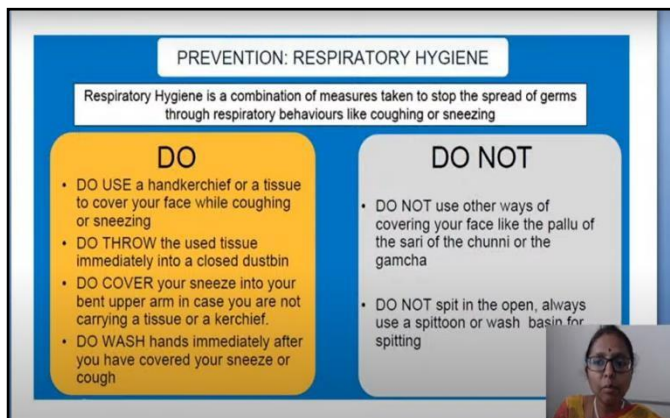 PREVENTION: RESPIRATORY HYGIENE
Respiratory Hygiene is a combination of measures taken to stop the spread of germs
through respiratory behaviours like coughing or sneezing
DO
• DO USE a handkerchief or a tissue
to cover your face while coughing
or sneezing
• DO THROW the used tissue
immediately into a closed dustbin
• DO COVER your sneeze into your
bent upper arm in case you are not
carrying a tissue or a kerchief.
• DO WASH hands immediately after
you have covered your sneeze or
cough
DO NOT
• DO NOT use other ways of
covering your face like the pallu of
the sari of the chunni or the
gamcha
• DO NOT spit in the open, always
use a spittoon or wash basin for
spitting